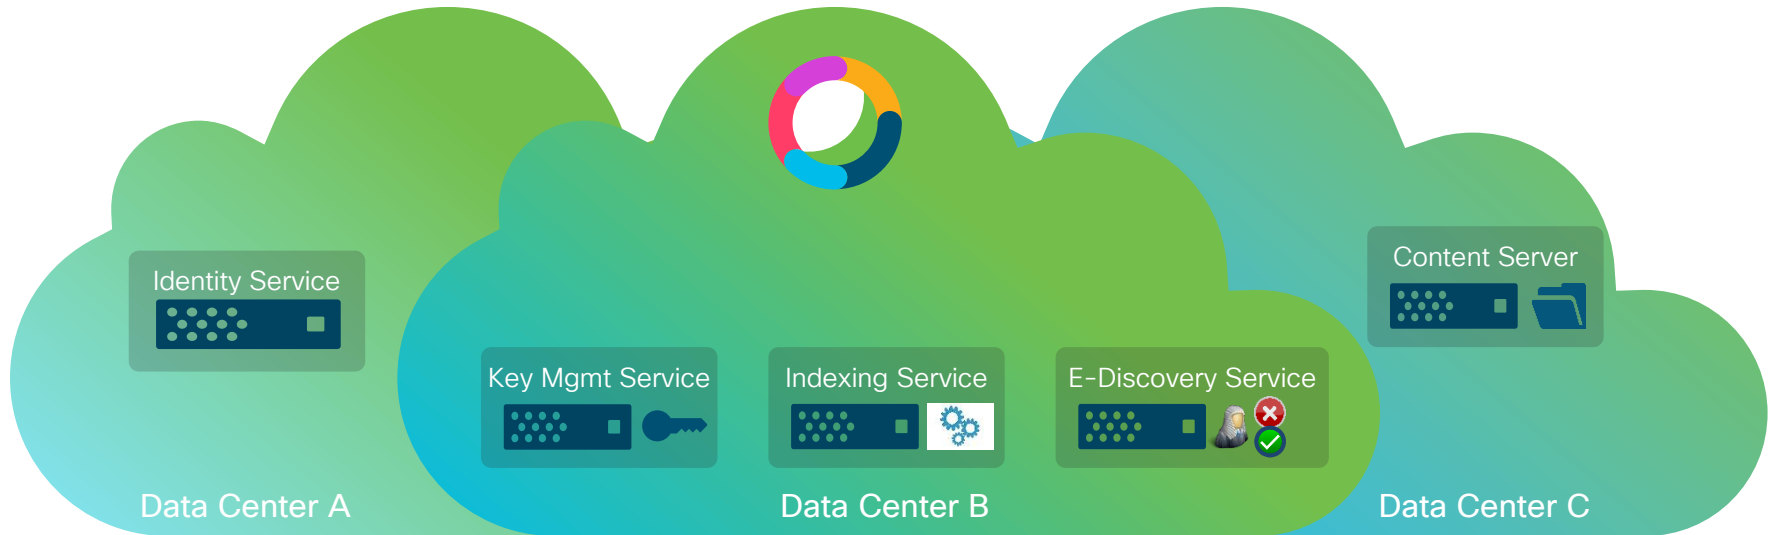 Identity Service
Content Server
Key Mgmt Service
Indexing Service
E-Discovery Service
Data Center A
Data Center B
Data Center C